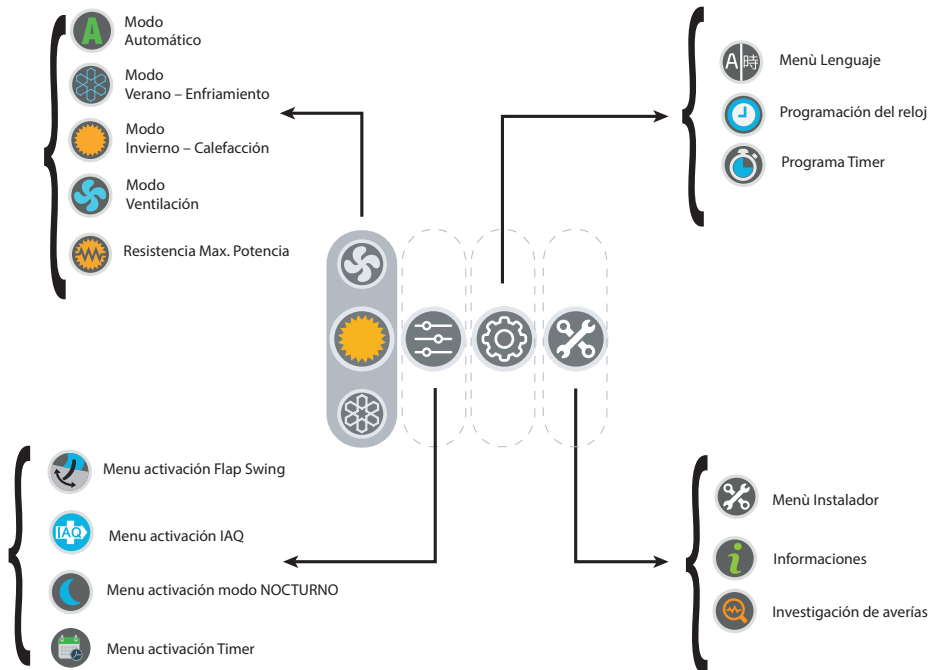 A
Modo
Automático
Modo
Verano – Enfriamiento
Modo
Invierno – Calefacción
Modo
Ventilación
Resistencia Max. Potencia
A時
Menù Lenguaje
Programación del reloj
Programa Timer
Menu activación Flap Swing
IAQ
Menu activación IAQ
Menu activación modo NOCTURNO
Menu activación Timer
Menù Instalador
i
Informaciones
Investigación de averías